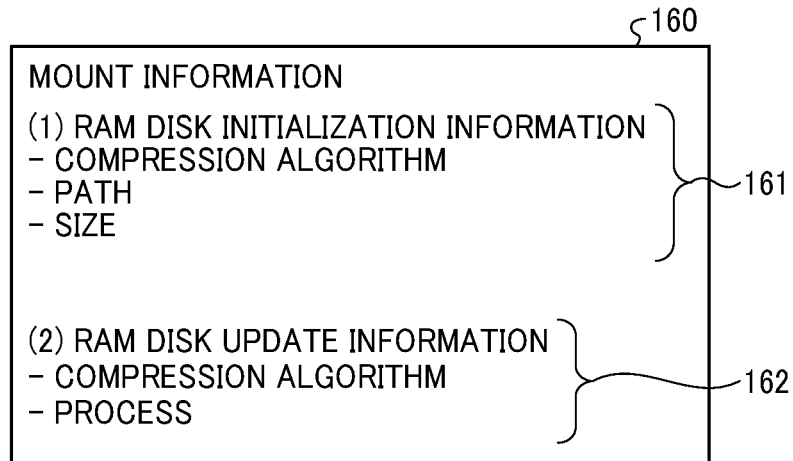 160
MOUNT INFORMATION
(1) RAM DISK INITIALIZATION INFORMATION
- COMPRESSION ALGORITHM
- PATH
- SIZE
161
(2) RAM DISK UPDATE INFORMATION
- COMPRESSION ALGORITHM
- PROCESS
162